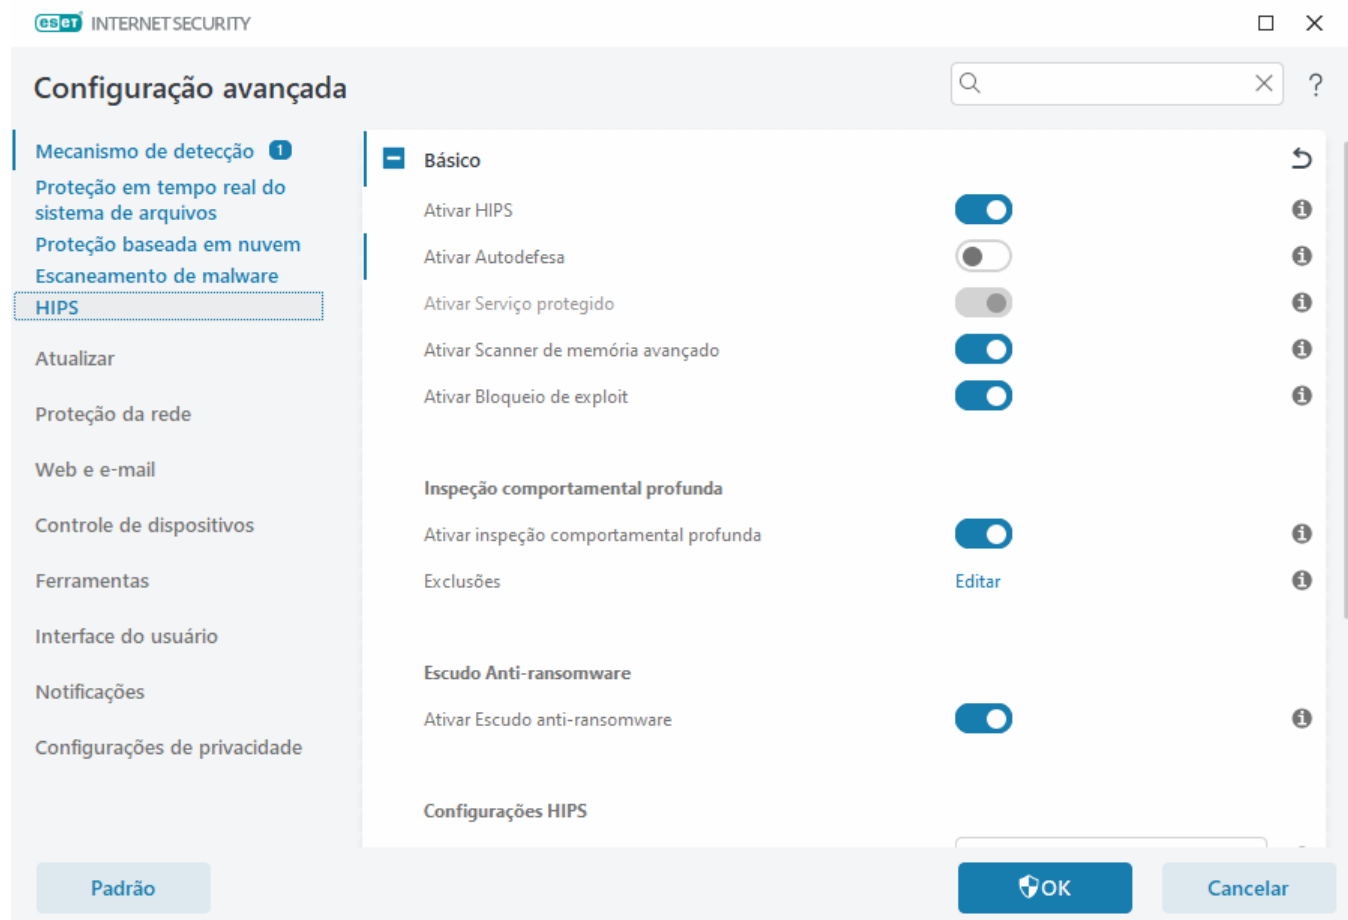 eset INTERNET SECURITY
Configuração avançada
?
Mecanismo de detecção 1
Proteção em tempo real do
sistema de arquivos
Proteção baseada em nuvem
Escaneamento de malware
HIPS
Atualizar
Proteção da rede
Web e e-mail
Controle de dispositivos
Ferramentas
Interface do usuário
Notificações
Configurações de privacidade
Básico
Ativar HIPS
Ativar Autodefesa
Ativar Serviço protegido
Ativar Scanner de memória avançado
Ativar Bloqueio de exploit
Inspeção comportamental profunda
Ativar inspeção comportamental profunda
Exclusões Editar
Escudo Anti-ransomware
Ativar Escudo anti-ransomware
Configurações HIPS
Padrão
OK
Cancelar